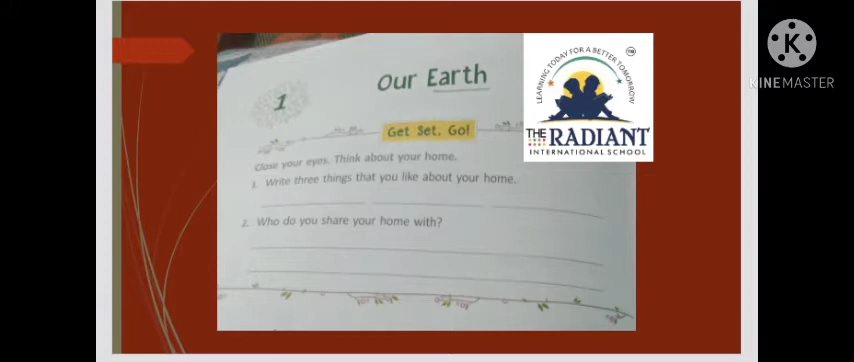 Our Earth
1
Get Set, Go!
Close your eyes. Think about your home.
1. Write three things that you like about your home.
2. Who do you share your home with?
LEARNING TODAY FOR A BETTER TOMORROW
TM
THE RADIANT
INTERNATIONAL SCHOOL
K
KINEMASTER